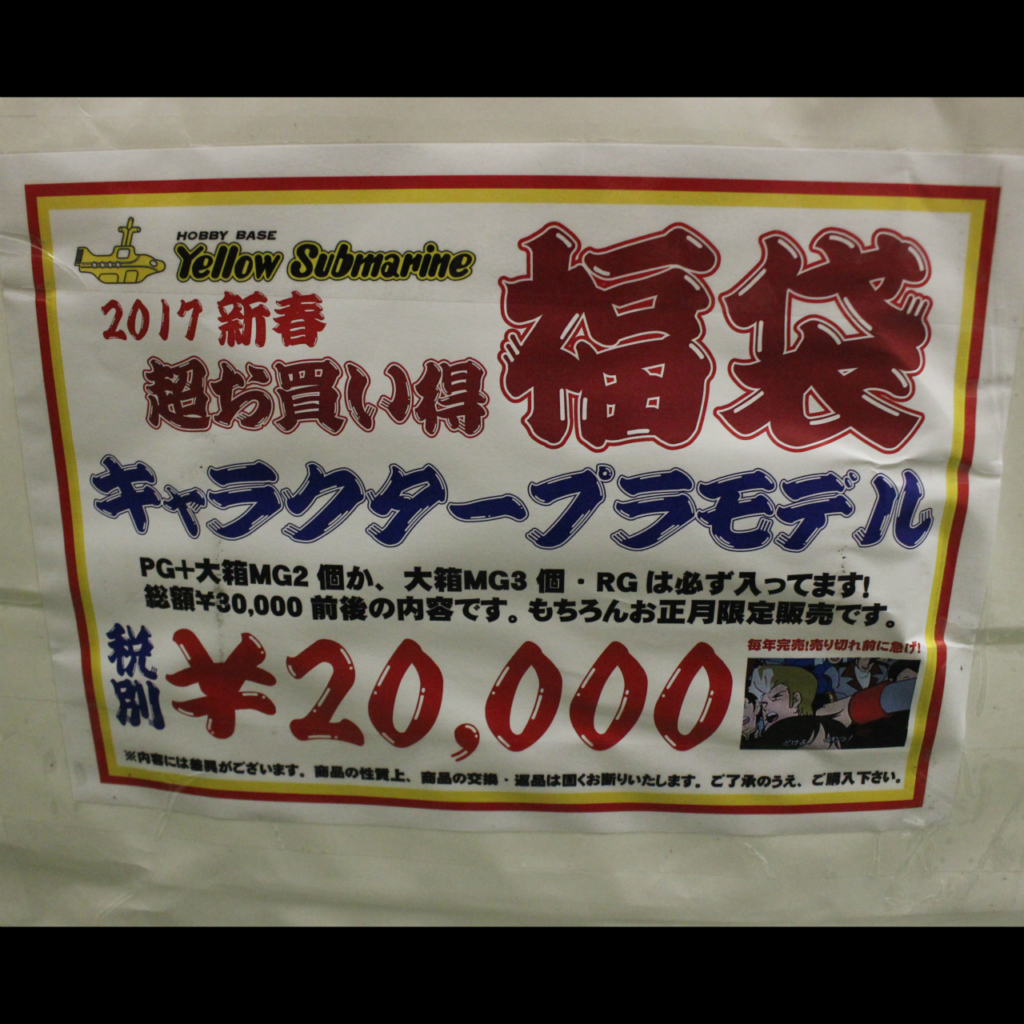 HOBBY BASE
Yellow Submarine
2017 新春
超お買い得
福袋
キャラクタープラモデル
PG+大箱MG2 個か、大箱MG3 個・RG は必ず入ってます!
総額¥30,000 前後の内容です。もちろんお正月限定販売です。
税別
¥20,000
毎年完売!売り切れ前に急げ!
※内容には差異がございます。商品の性質上、商品の交換・返品は固くお断りいたします。ご了承のうえ、ご購入下さい。